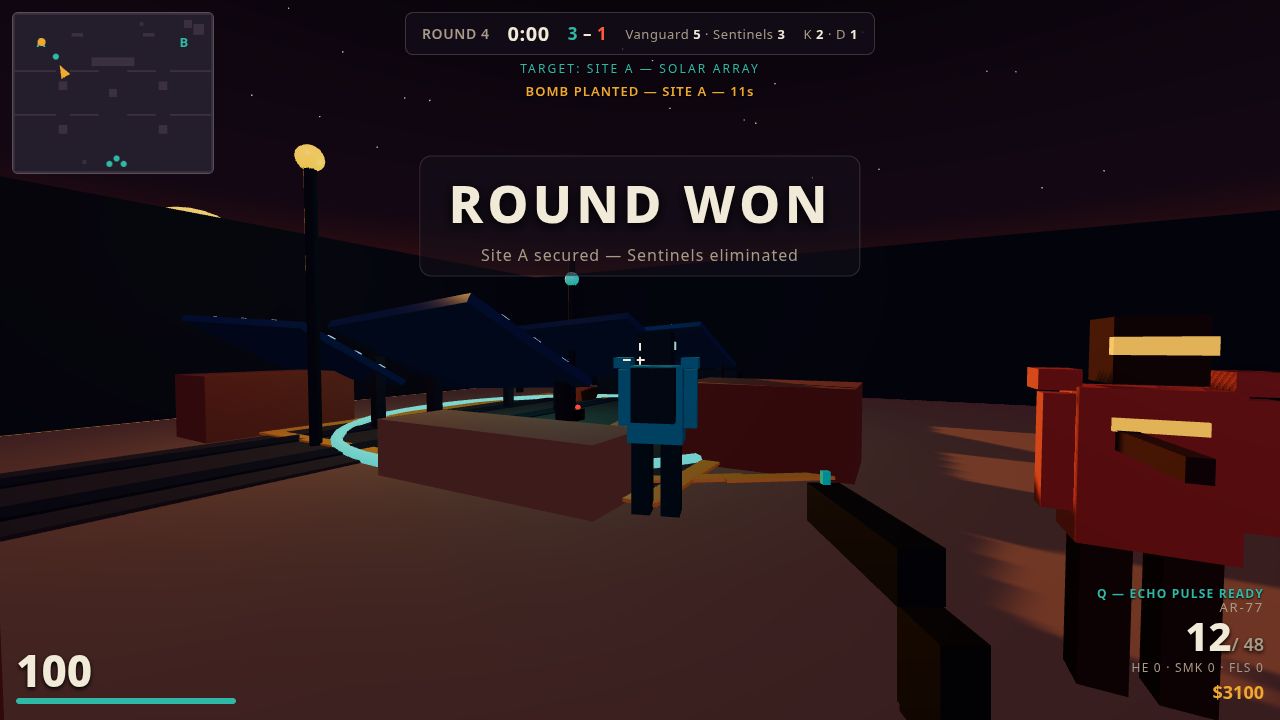 A
B
ROUND 4 0:00 3 – 1 Vanguard 5 · Sentinels 3 K 2 · D 1
TARGET: SITE A — SOLAR ARRAY
BOMB PLANTED — SITE A — 11s
ROUND WON
Site A secured — Sentinels eliminated
100
Q — ECHO PULSE READY
AR-77
12 / 48
HE 0 · SMK 0 · FLS 0
$3100